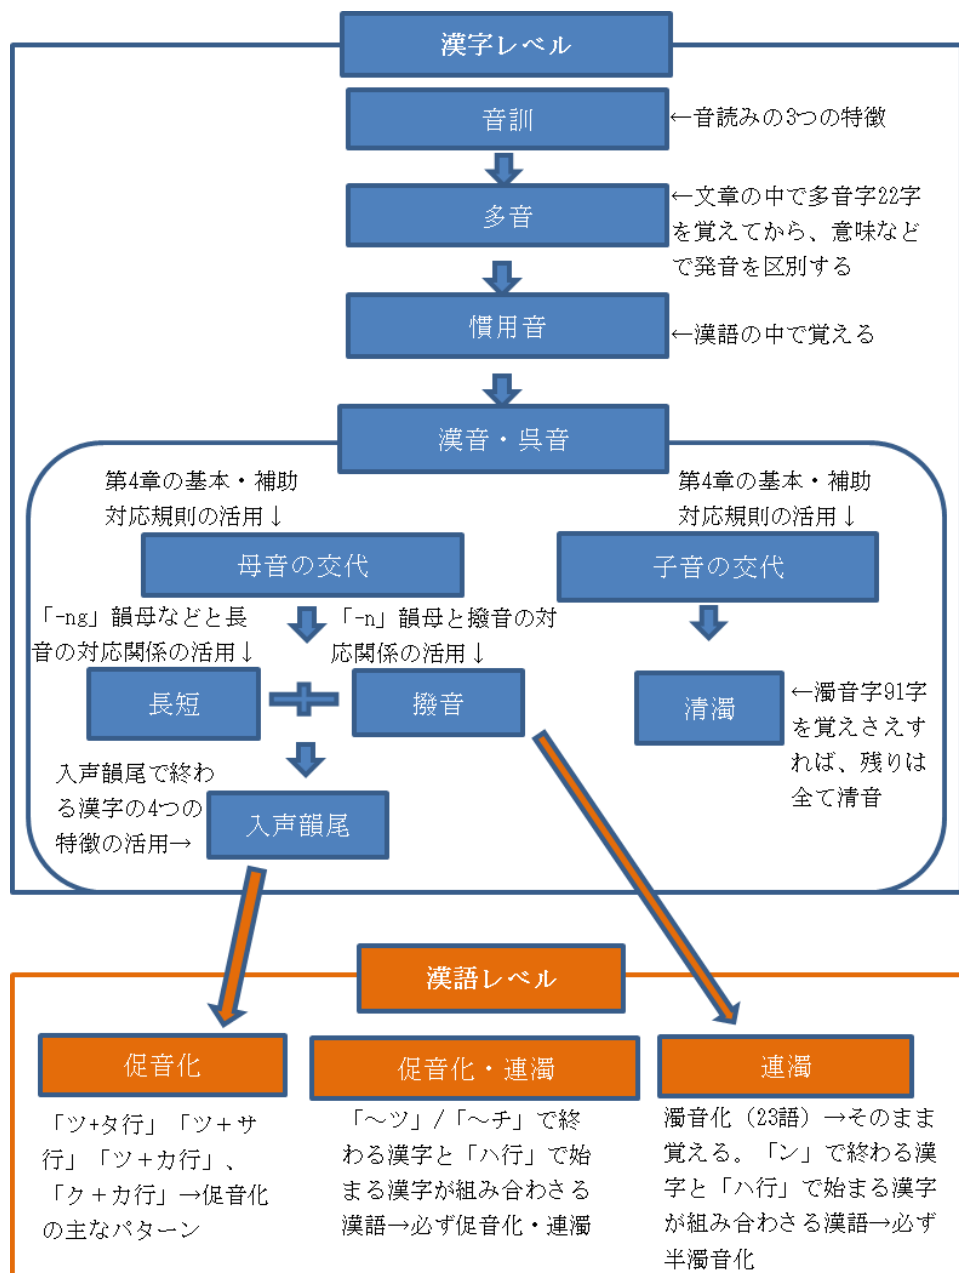 漢字レベル
音訓
←音読みの3つの特徴
多音
←文章の中で多音字22字
を覚えてから、意味など
で発音を区別する
慣用音
←漢語の中で覚える
漢音・呉音
第4章の基本・補助
対応規則の活用↓
第4章の基本・補助
対応規則の活用↓
母音の交代
子音の交代
「-ng」韻母などと長
音の対応関係の活用↓
「-n」韻母と撥音の対
応関係の活用↓
長短
撥音
清濁
←濁音字91字
を覚えさえす
れば、残りは
全て清音
入声韻尾で終わ
る漢字の4つの
特徴の活用→
入声韻尾
漢語レベル
促音化
促音化・連濁
連濁
「ツ+タ行」「ツ＋サ
行」「ツ＋カ行」、
「ク＋カ行」→促音化
の主なパターン
「～ツ」/「～チ」で終
わる漢字と「ハ行」で始
まる漢字が組み合わさる
漢語→必ず促音化・連濁
濁音化（23語）→そのまま
覚える。「ン」で終わる漢
字と「ハ行」で始まる漢字
が組み合わさる漢語→必ず
半濁音化